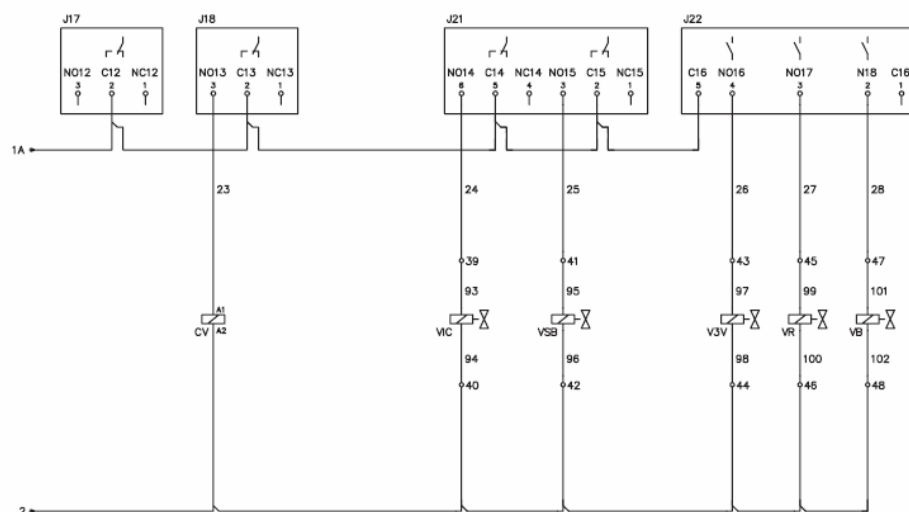 J17 J18 J21 J22
NO12 C12 NC12 NO13 C13 NC13 NO14 C14 NC14 NO15 C15 NC15 C16 NO16 NO17 N18 C16
3 2 1 3 2 1 6 5 4 3 2 1 5 4 3 2 1
1A
23 24 25 26 27 28
39 41 43 45 47
93 95 97 99 101
A1
CV A2 VIC VSB V3V VR VB
94 96 98 100 102
40 42 44 46 48
2